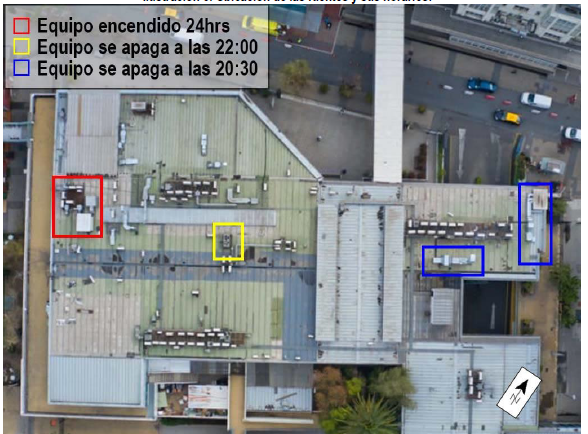 Equipo encendido 24hrs
Equipo se apaga a las 22:00
Equipo se apaga a las 20:30